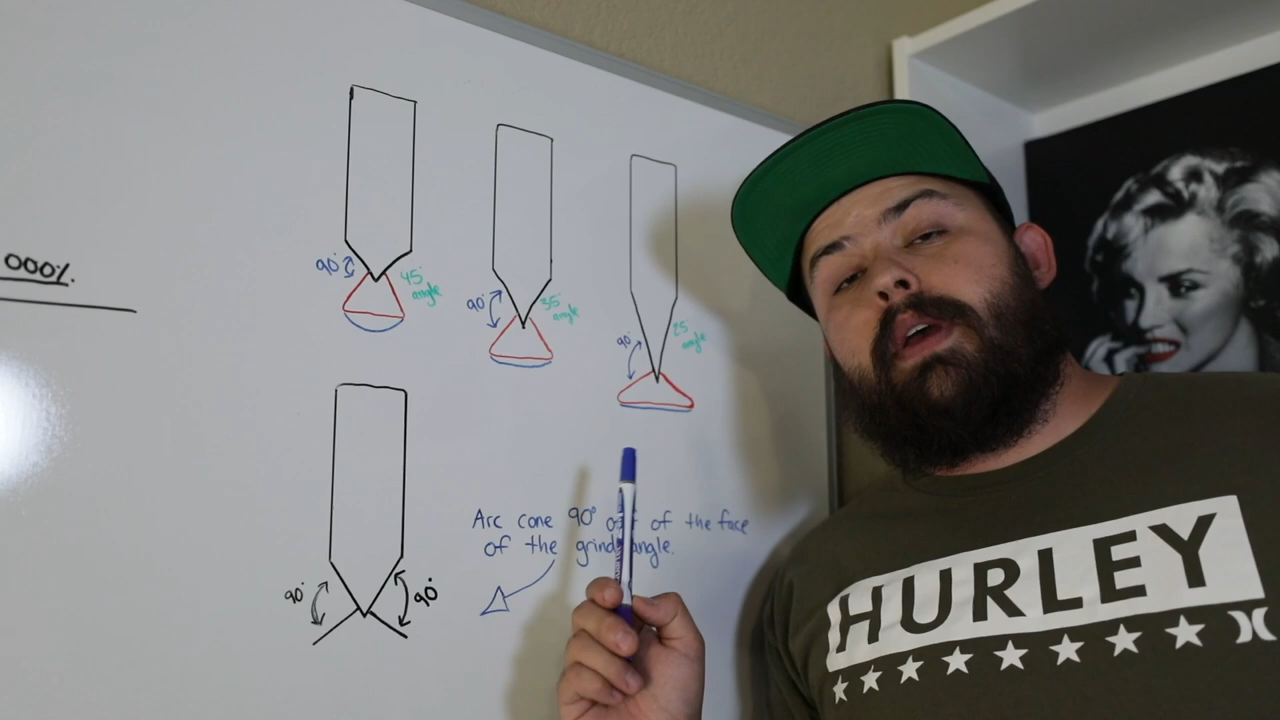 000%.
90°
45°
angle
90°
35°
angle
90°
25°
angle
Arc cone 90° of the face
of the grind angle.
90°
90°
HURLEY